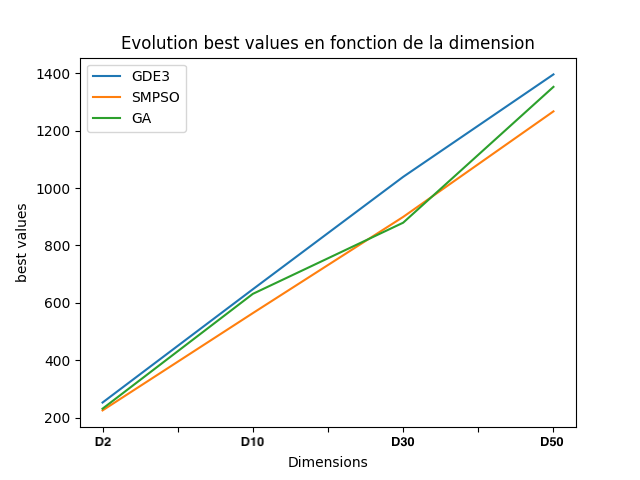 Evolution best values en fonction de la dimension
GDE3
SMPSO
GA
best values
1400
1200
1000
800
600
400
200
D2 D10 D30 D50
Dimensions